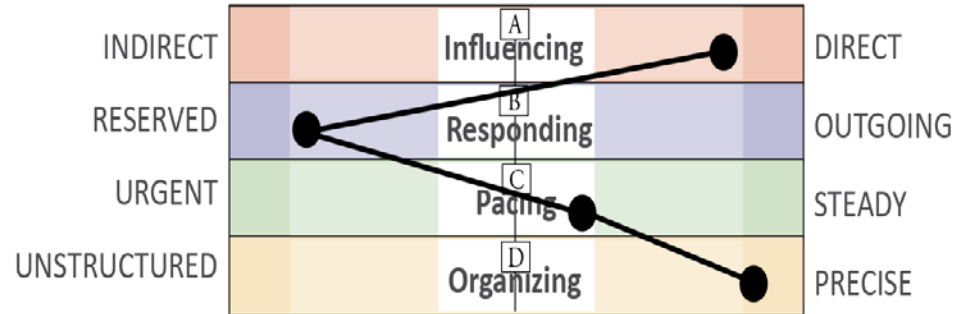 A
INDIRECT Influencing DIRECT
B
RESERVED Responding OUTGOING
C
URGENT Pacing STEADY
D
UNSTRUCTURED Organizing PRECISE